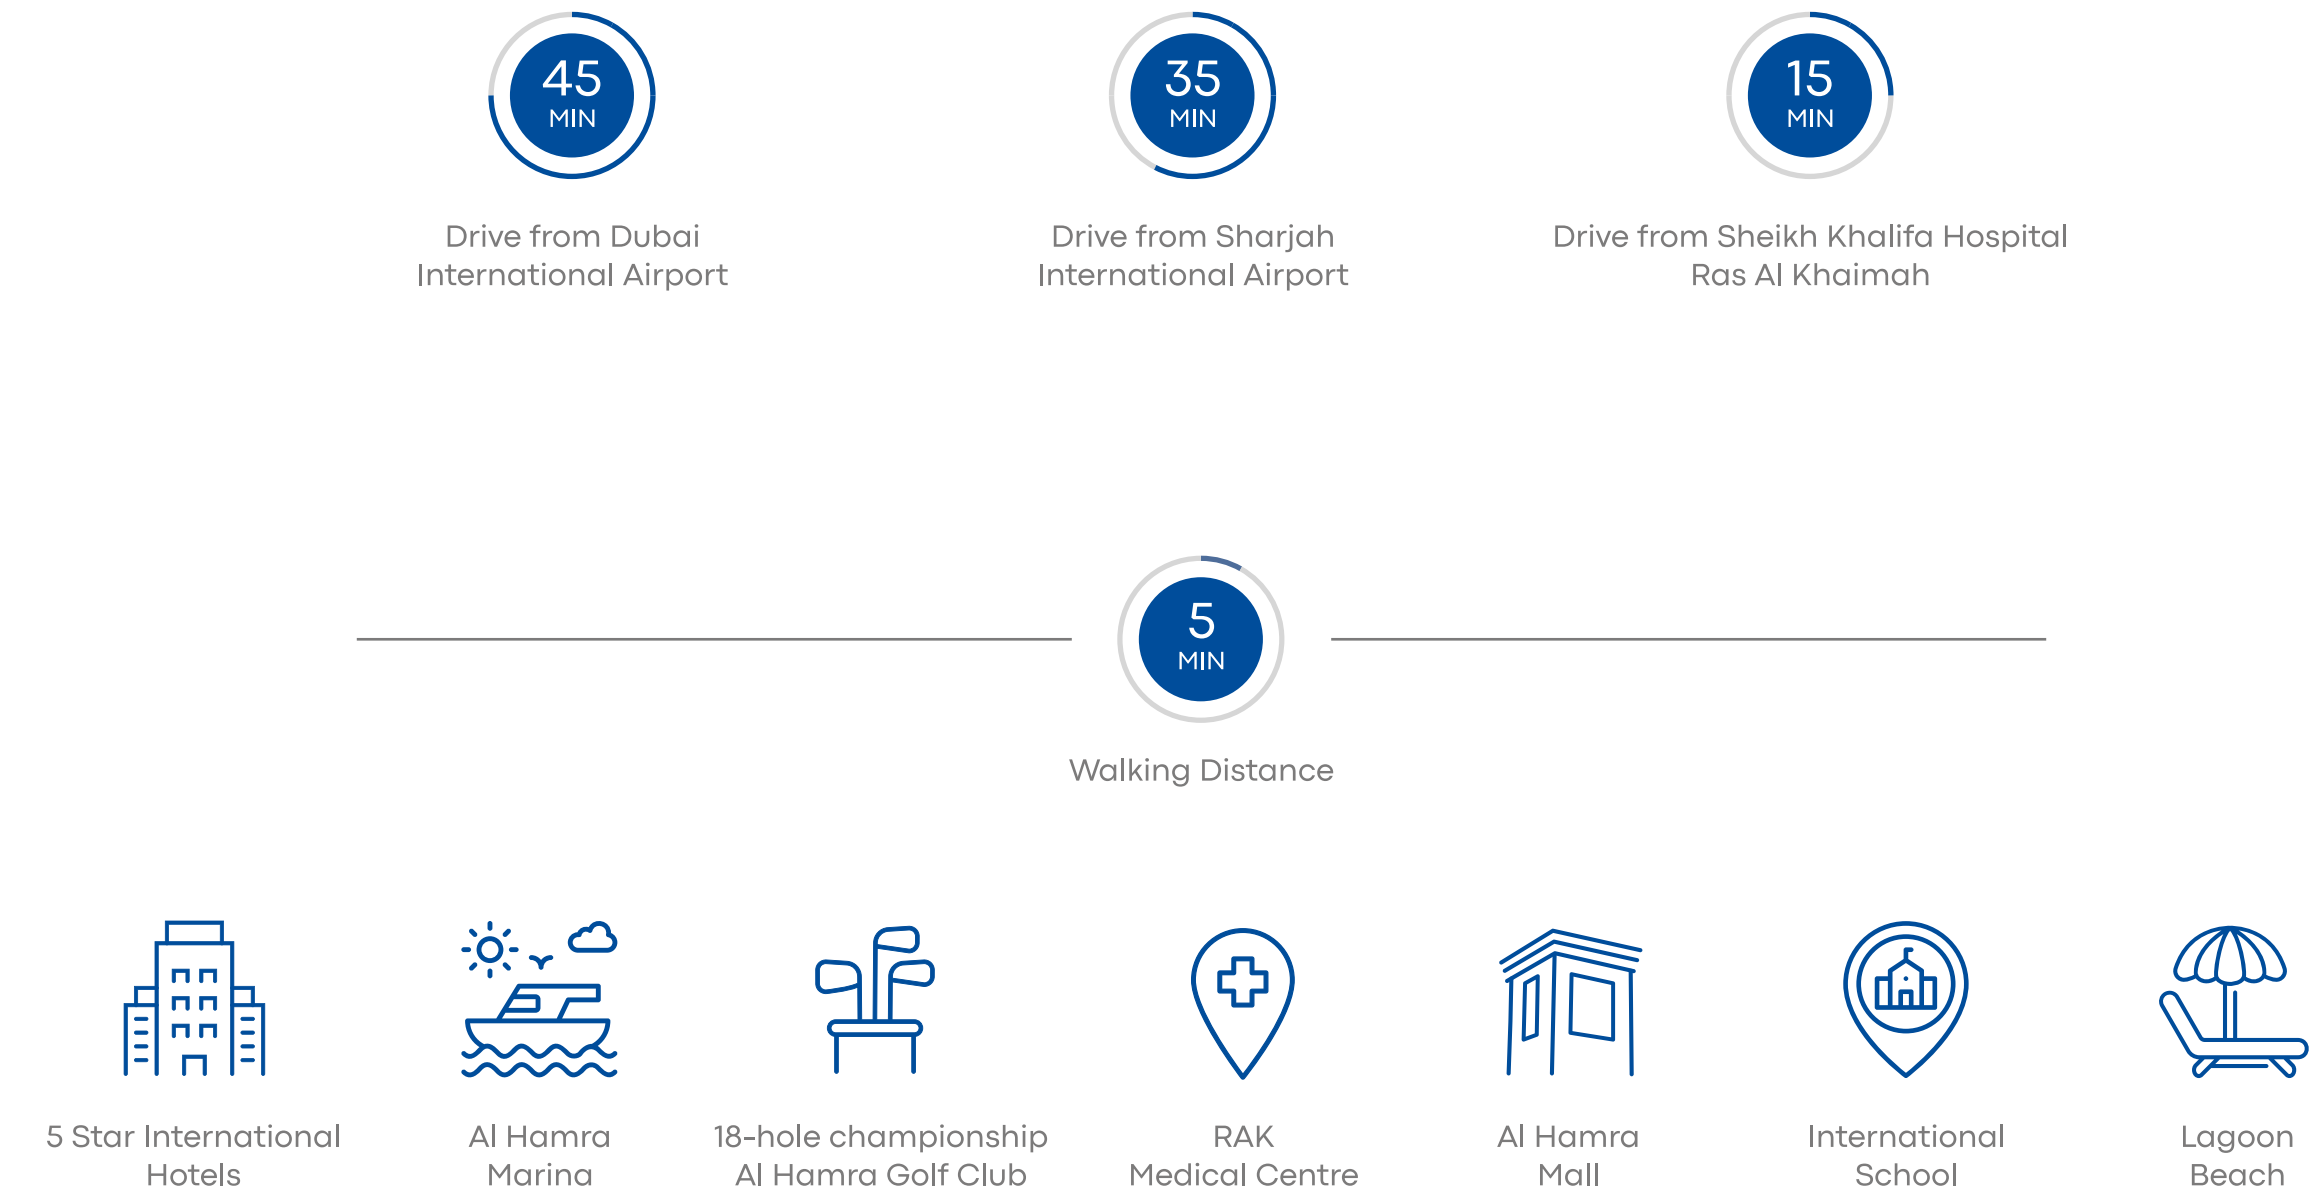 45
MIN
35
MIN
15
MIN
Drive from Dubai
International Airport
Drive from Sharjah
International Airport
Drive from Sheikh Khalifa Hospital
Ras Al Khaimah
5
MIN
Walking Distance
5 Star International
Hotels
Al Hamra
Marina
18-hole championship
Al Hamra Golf Club
RAK
Medical Centre
Al Hamra
Mall
International
School
Lagoon
Beach